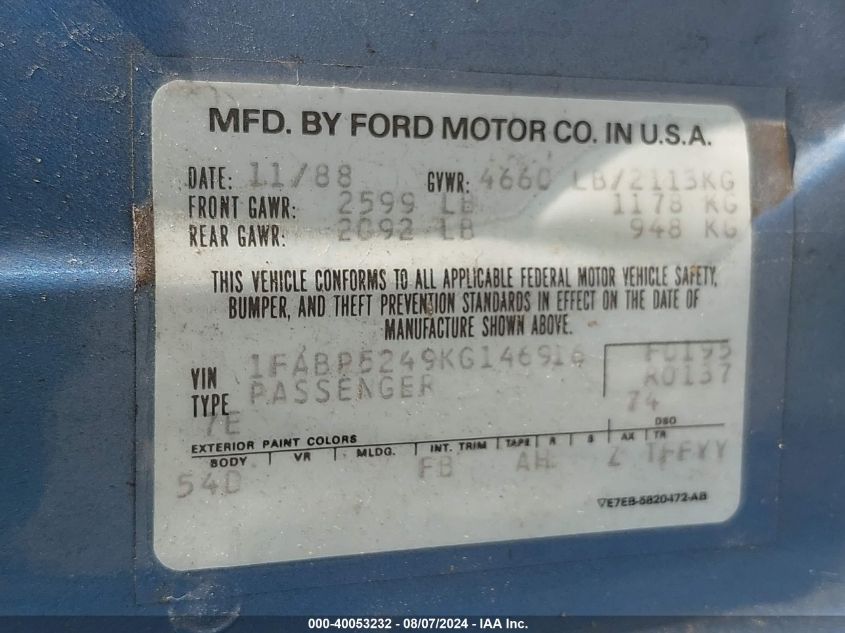 MFD. BY FORD MOTOR CO. IN U.S.A.
DATE: 11/88 GVWR: 4660 LB/2113KG
FRONT GAWR: 2599 LB 1178 KG
REAR GAWR: 2092 LB 948 KG
THIS VEHICLE CONFORMS TO ALL APPLICABLE FEDERAL MOTOR VEHICLE SAFETY,
BUMPER, AND THEFT PREVENTION STANDARDS IN EFFECT ON THE DATE OF
MANUFACTURE SHOWN ABOVE.
VIN 1FABP5249KG146916 F0195
TYPE PASSENGER R0137
7E 74
EXTERIOR PAINT COLORS DSO
BODY VR MLDG. INT. TRIM TAPE R S AX TR
54D FB AH Z
VE7EB-5820472-AB
000-40053232 - 08/07/2024 - IAA Inc.